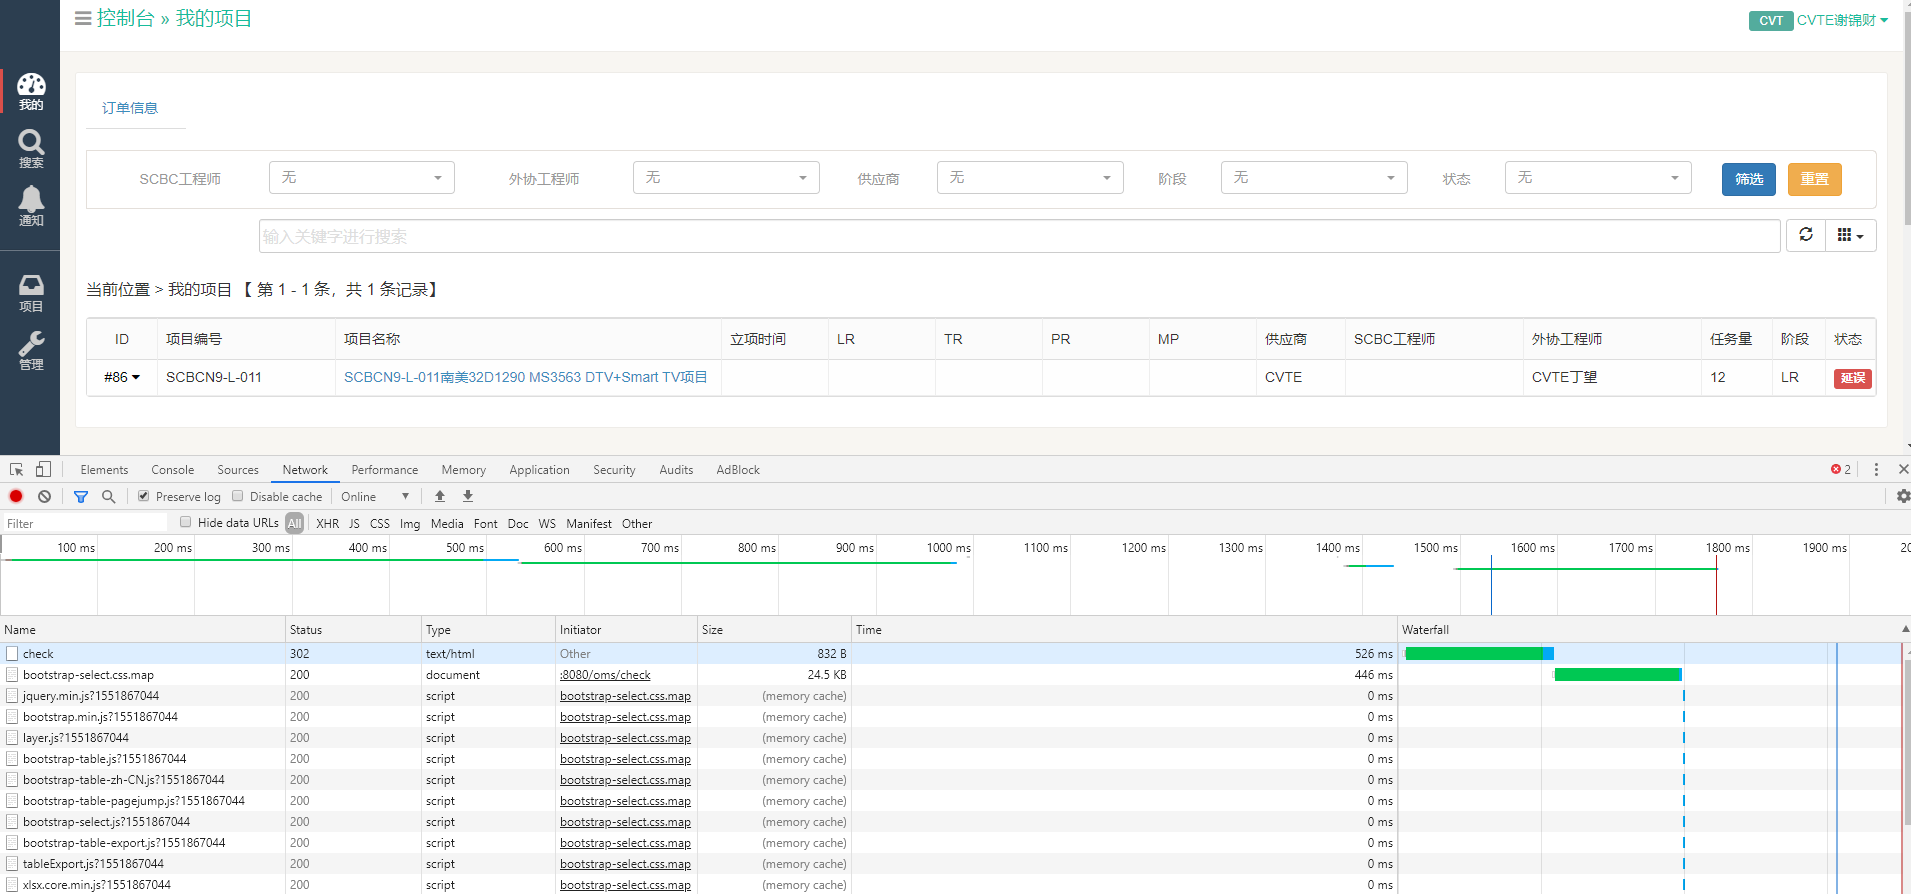 控制台 » 我的项目
CVT CVTE谢锦财
我的
搜索
通知
项目
管理
订单信息
SCBC工程师 无 外协工程师 无 供应商 无 阶段 无 状态 无 筛选 重置
输入关键字进行搜索
当前位置 > 我的项目 【 第 1 - 1 条，共 1 条记录】
ID 项目编号 项目名称 立项时间 LR TR PR MP 供应商 SCBC工程师 外协工程师 任务量 阶段 状态
#86 SCBCN9-L-011 SCBCN9-L-011南美32D1290 MS3563 DTV+Smart TV项目 CVTE CVTE丁望 12 LR 延误
Elements Console Sources Network Performance Memory Application Security Audits AdBlock 2
Preserve log Disable cache Online
Filter Hide data URLs All XHR JS CSS Img Media Font Doc WS Manifest Other
100 ms 200 ms 300 ms 400 ms 500 ms 600 ms 700 ms 800 ms 900 ms 1000 ms 1100 ms 1200 ms 1300 ms 1400 ms 1500 ms 1600 ms 1700 ms 1800 ms 1900 ms 20
Name Status Type Initiator Size Time Waterfall
check 302 text/html Other 832 B 526 ms
bootstrap-select.css.map 200 document :8080/oms/check 24.5 KB 446 ms
jquery.min.js?1551867044 200 script bootstrap-select.css.map (memory cache) 0 ms
bootstrap.min.js?1551867044 200 script bootstrap-select.css.map (memory cache) 0 ms
layer.js?1551867044 200 script bootstrap-select.css.map (memory cache) 0 ms
bootstrap-table.js?1551867044 200 script bootstrap-select.css.map (memory cache) 0 ms
bootstrap-table-zh-CN.js?1551867044 200 script bootstrap-select.css.map (memory cache) 0 ms
bootstrap-table-pagejump.js?1551867044 200 script bootstrap-select.css.map (memory cache) 0 ms
bootstrap-select.js?1551867044 200 script bootstrap-select.css.map (memory cache) 0 ms
bootstrap-table-export.js?1551867044 200 script bootstrap-select.css.map (memory cache) 0 ms
tableExport.js?1551867044 200 script bootstrap-select.css.map (memory cache) 0 ms
xlsx.core.min.js?1551867044 200 script bootstrap-select.css.map (memory cache) 0 ms